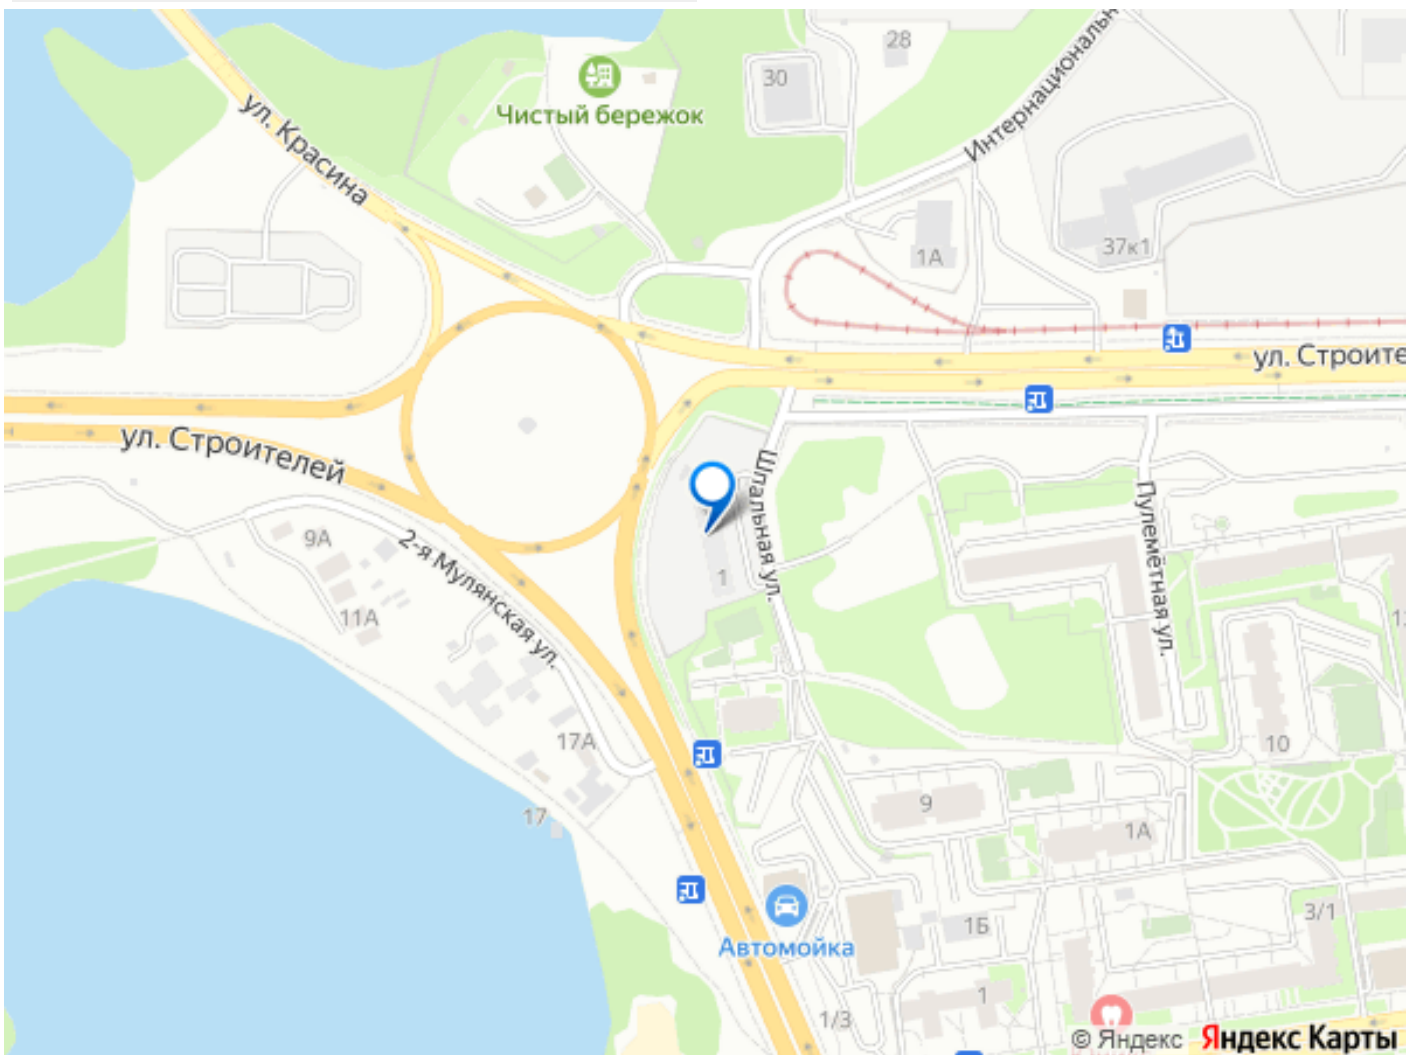 28
30
Чистый бережок
Интернациональн
ул. Красина
37к1
1А
ул. Строите
ул. Строителей
Шпальная ул.
Пулемётная ул.
9А
2-я Мулянская ул.
1
11А
17А
10
9
17
1А
3/1
1Б
Автомойка
1
1/3
© Яндекс Яндекс Карты